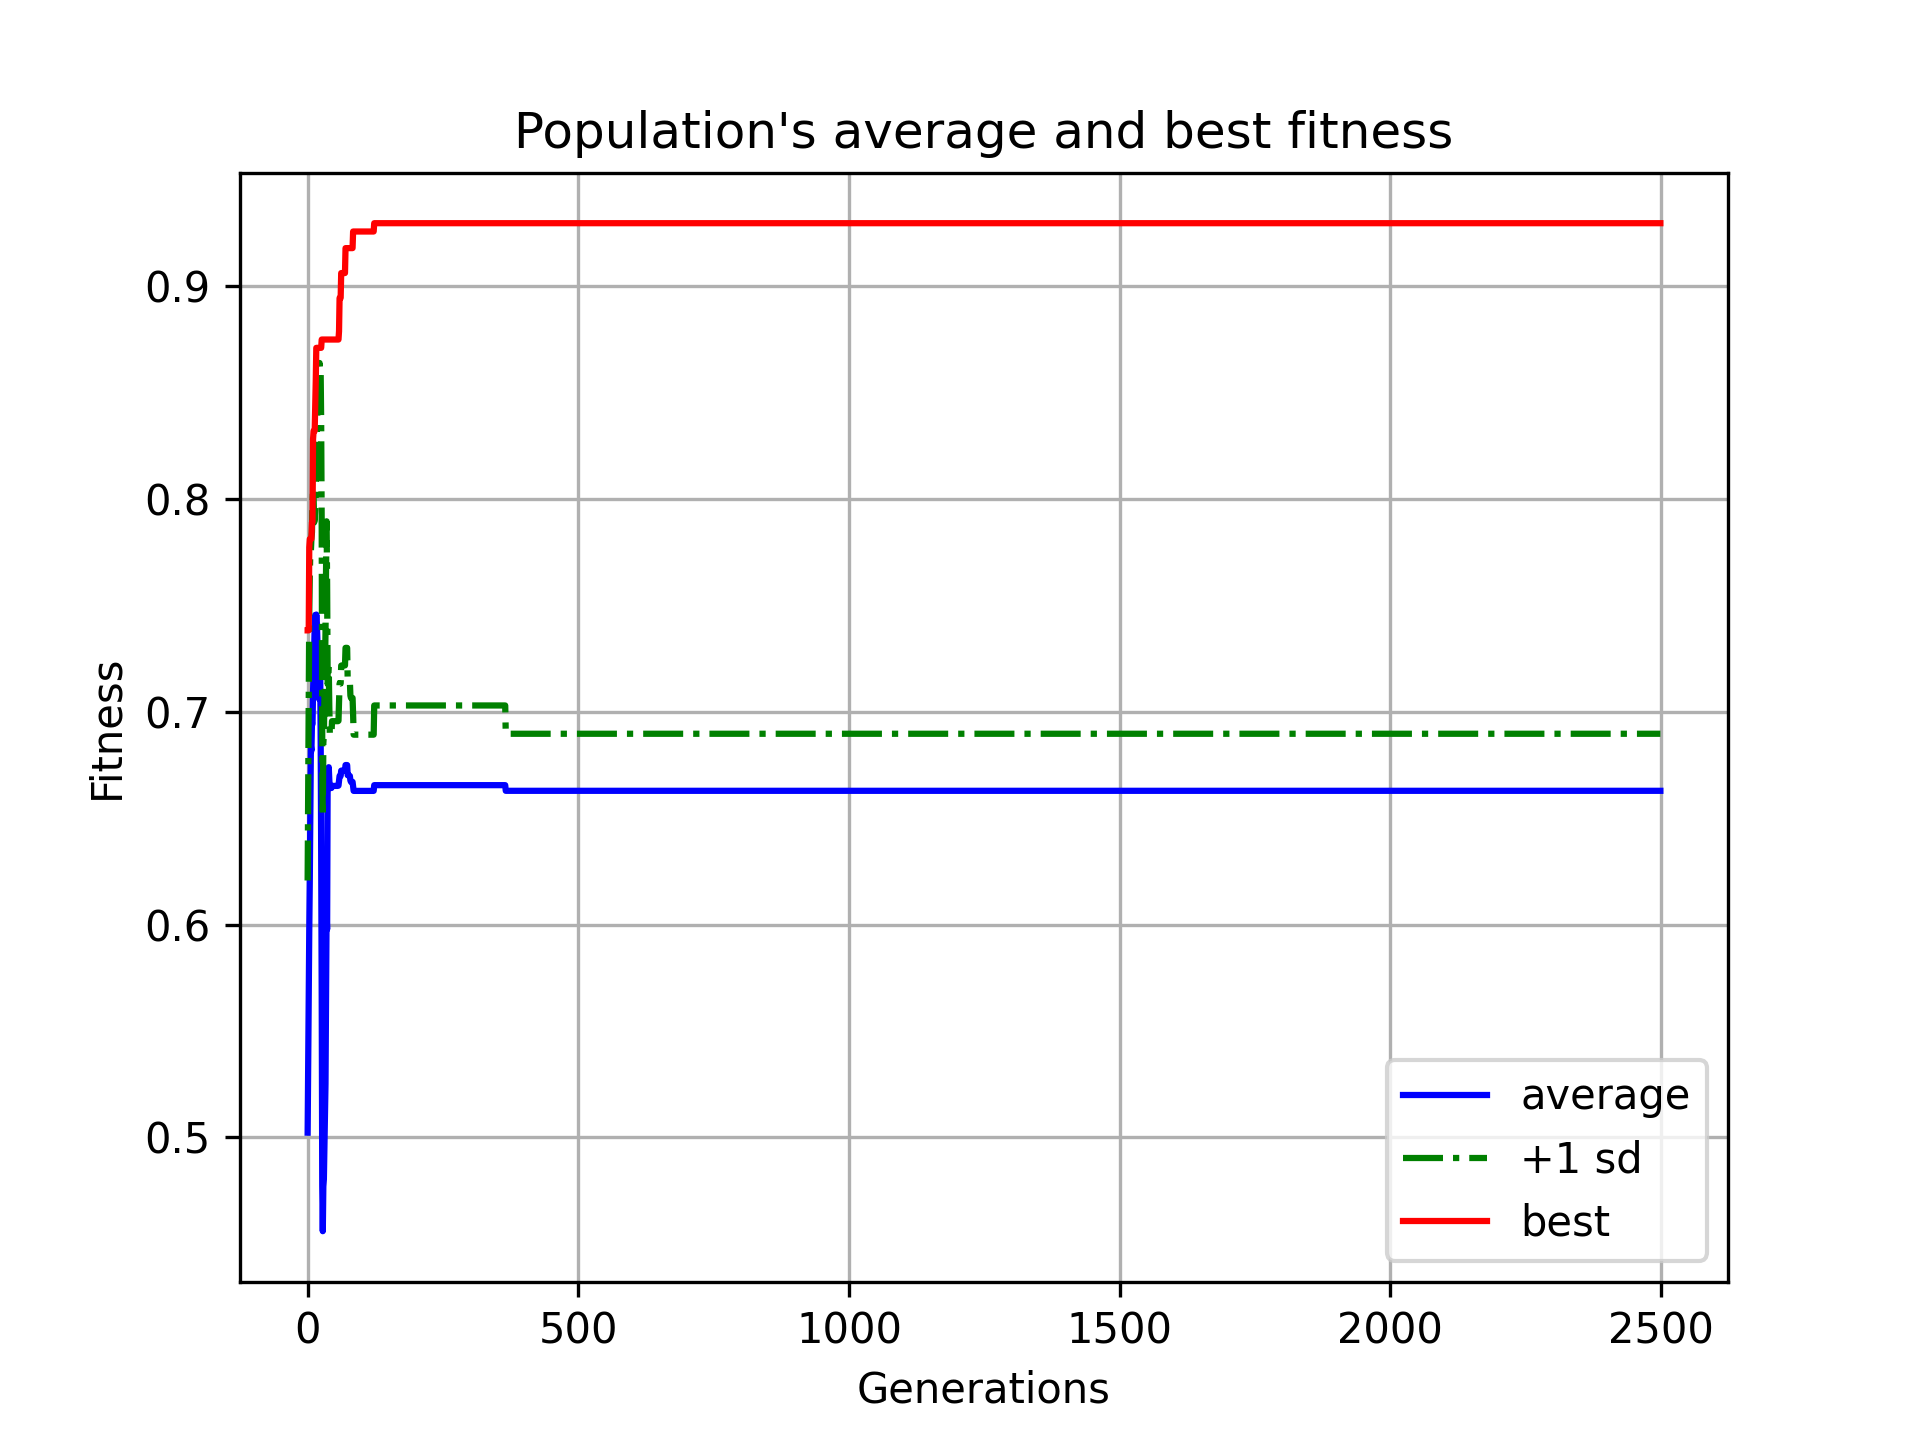 Population's average and best fitness
Fitness
0.9
0.8
0.7
0.6
0.5
0 500 1000 1500 2000 2500
Generations
average
+1 sd
best